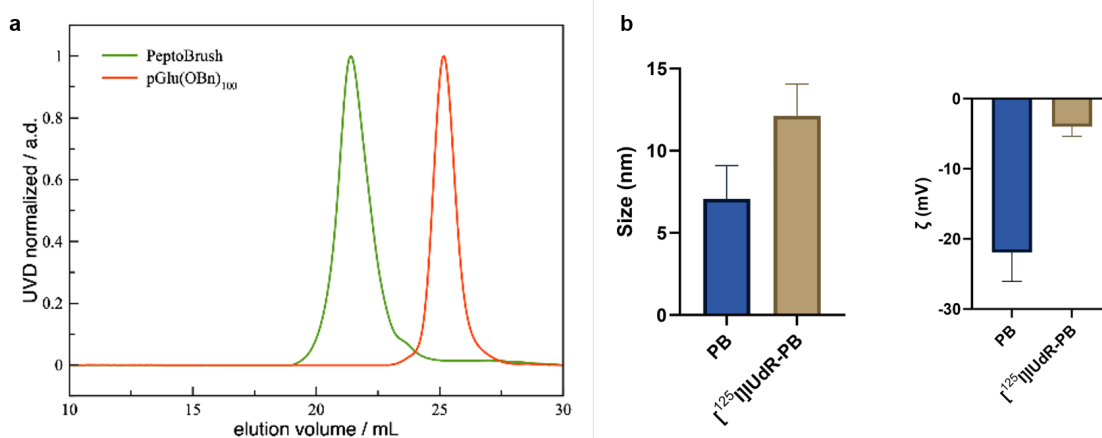 a
UVD normalized / a.d.
1
0.8
0.6
0.4
0.2
0
PeptoBrush
pGlu(OBn)₁₀₀
10
15
20
25
30
elution volume / mL
b
Size (nm)
15
10
5
0
PB
[¹²⁵I]IUdR-PB
ζ (mV)
0
-10
-20
-30
PB
[¹²⁵I]IUdR-PB